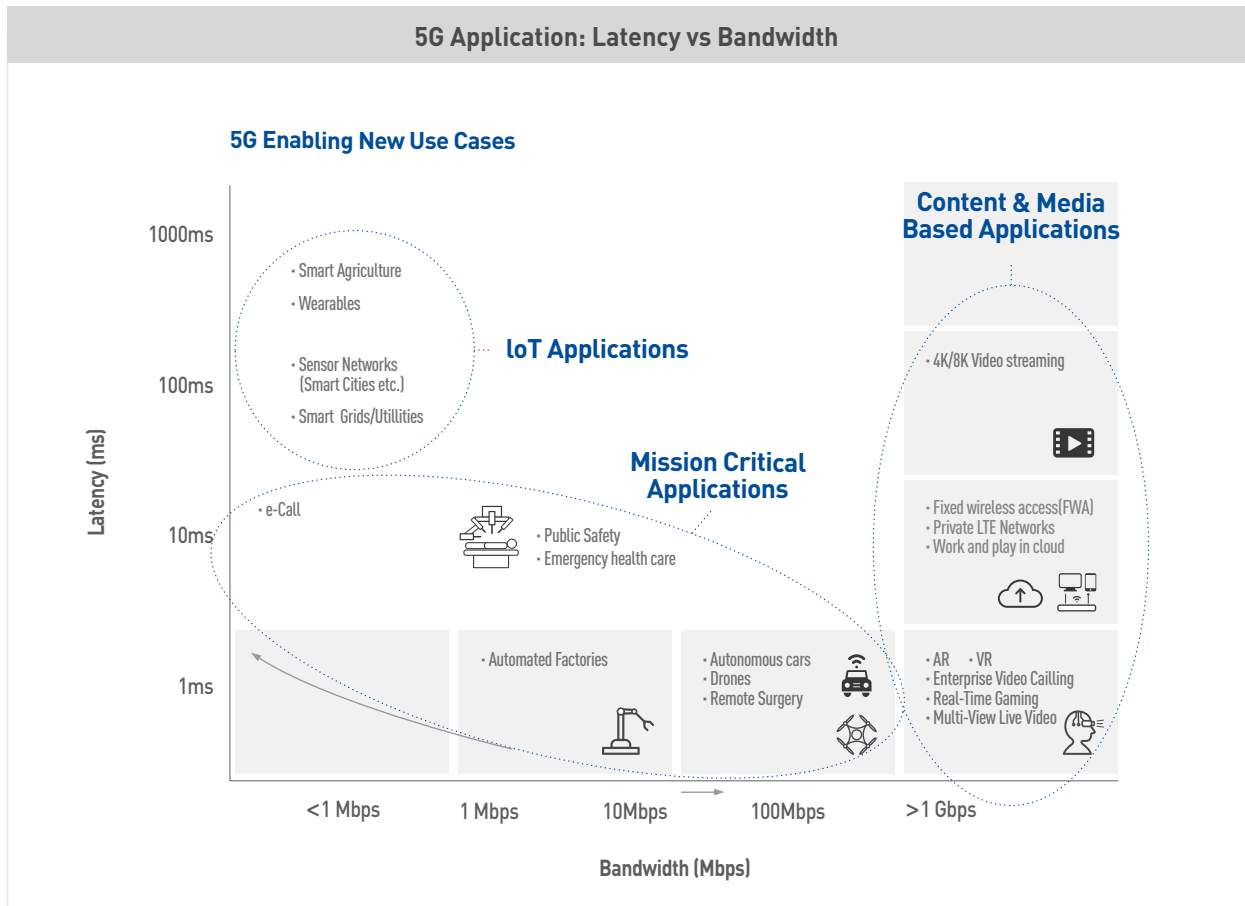 5G Application: Latency vs Bandwidth
5G Enabling New Use Cases
Content & Media
Based Applications
1000ms
• Smart Agriculture
• Wearables
IoT Applications
• Sensor Networks
(Smart Cities etc.)
100ms
• Smart Grids/Utillities
• 4K/8K Video streaming
Latency (ms)
Mission Critical
Applications
• e-Call
10ms
• Public Safety
• Emergency health care
• Fixed wireless access(FWA)
• Private LTE Networks
• Work and play in cloud
1ms
• Automated Factories
• Autonomous cars
• Drones
• Remote Surgery
• AR • VR
• Enterprise Video Cailling
• Real-Time Gaming
• Multi-View Live Video
<1 Mbps
1 Mbps
10Mbps
100Mbps
>1 Gbps
Bandwidth (Mbps)